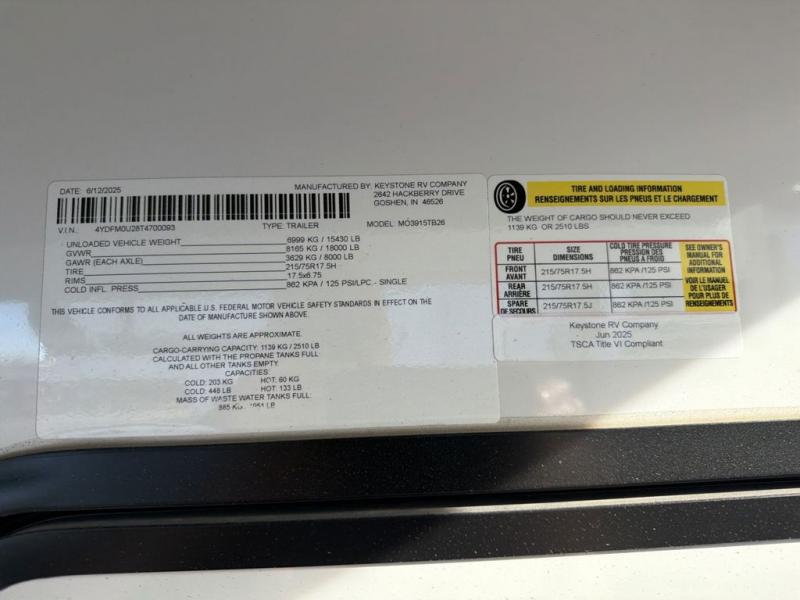 DATE: 6/12/2025
MANUFACTURED BY: KEYSTONE RV COMPANY
2642 HACKBERRY DRIVE
GOSHEN, IN 46526
V.I.N. 4YDFM0U28T4700093 TYPE: TRAILER MODEL: MO3915TB26
UNLOADED VEHICLE WEIGHT 6999 KG / 15430 LB
GVWR 8165 KG / 18000 LB
GAWR (EACH AXLE) 3629 KG / 8000 LB
TIRE 215/75R17.5H
RIMS 17.5x6.75
COLD INFL. PRESS 862 KPA / 125 PSI/LPC - SINGLE
THIS VEHICLE CONFORMS TO ALL APPLICABLE U.S. FEDERAL MOTOR VEHICLE SAFETY STANDARDS IN EFFECT ON THE
DATE OF MANUFACTURE SHOWN ABOVE.
ALL WEIGHTS ARE APPROXIMATE.
CARGO-CARRYING CAPACITY: 1139 KG / 2510 LB
CALCULATED WITH THE PROPANE TANKS FULL
AND ALL OTHER TANKS EMPTY.
CAPACITIES:
COLD: 203 KG HOT: 60 KG
COLD: 448 LB HOT: 133 LB
MASS OF WASTE WATER TANKS FULL:
TIRE AND LOADING INFORMATION
RENSEIGNEMENTS SUR LES PNEUS ET LE CHARGEMENT
THE WEIGHT OF CARGO SHOULD NEVER EXCEED
1139 KG OR 2510 LBS
TIRE
PNEU
SIZE
DIMENSIONS
COLD TIRE PRESSURE
PRESSION DES
PNEUS A FROID
FRONT
AVANT
215/75R17.5H
862 KPA /125 PSI
REAR
ARRIÈRE
215/75R17.5H
862 KPA /125 PSI
SPARE
DE SECOURS
215/75R17.5J
862 KPA /125 PSI
SEE OWNER'S
MANUAL FOR
ADDITIONAL
INFORMATION
VOIR LE MANUEL
DE L'USAGER
POUR PLUS DE
RENSEIGNEMENTS
Keystone RV Company
Jun 2025
TSCA Title VI Compliant